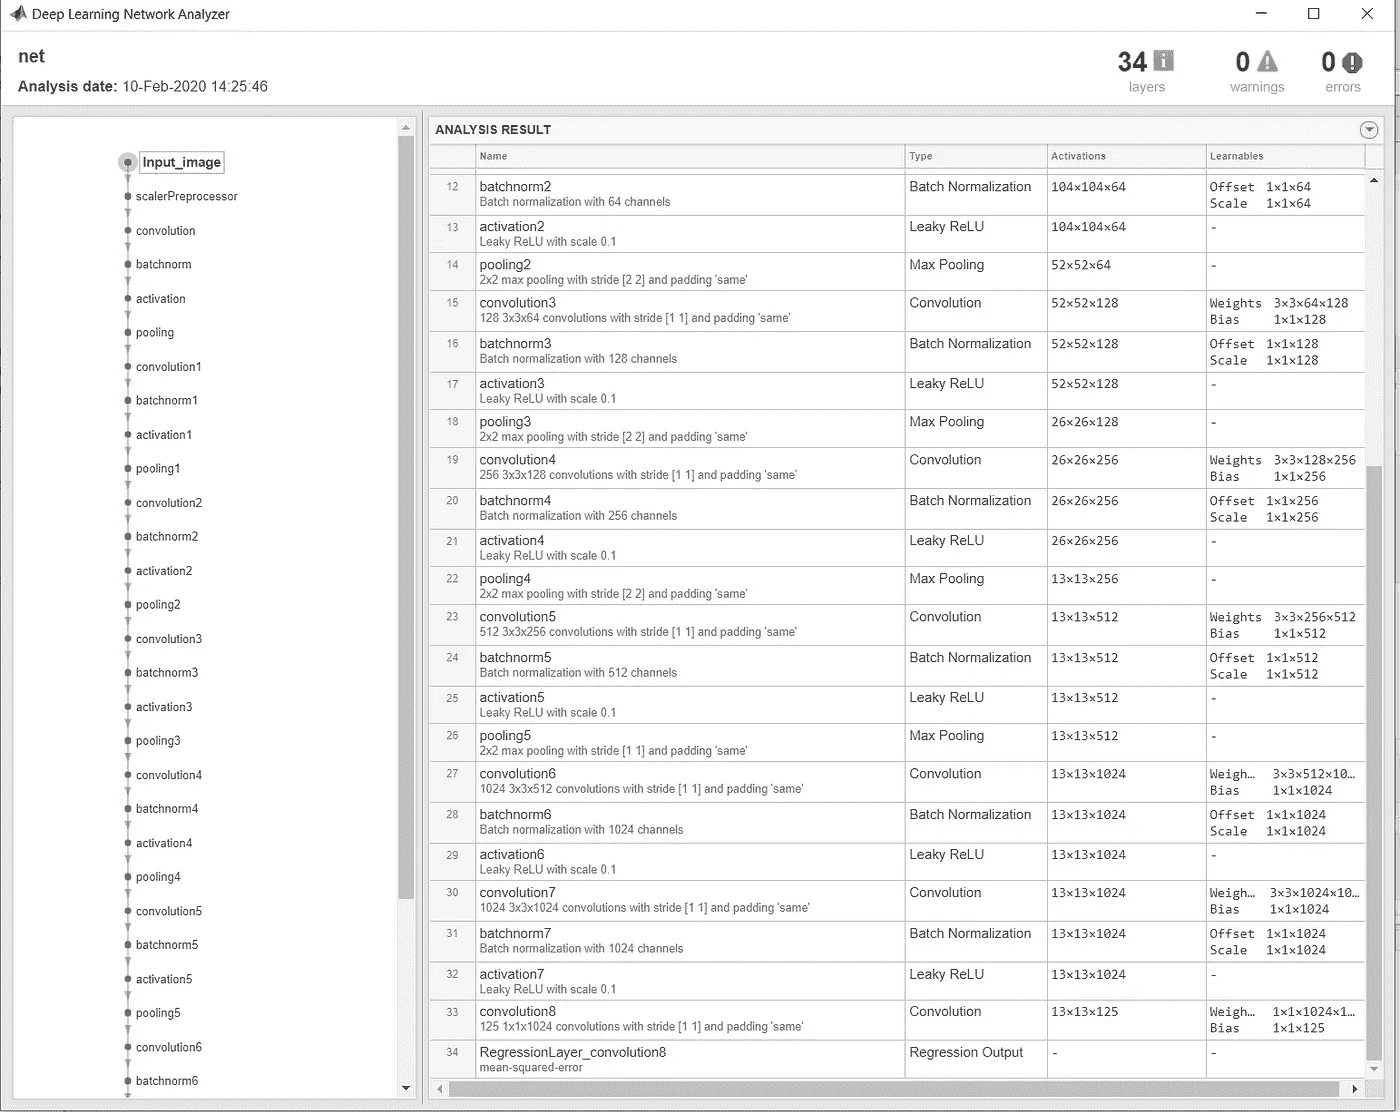 Deep Learning Network Analyzer
net
Analysis date: 10-Feb-2020 14:25:46
34 i
layers
0
warnings
0
errors
Input_image
scalerPreprocessor
convolution
batchnorm
activation
pooling
convolution1
batchnorm1
activation1
pooling1
convolution2
batchnorm2
activation2
pooling2
convolution3
batchnorm3
activation3
pooling3
convolution4
batchnorm4
activation4
pooling4
convolution5
batchnorm5
activation5
pooling5
convolution6
batchnorm6
ANALYSIS RESULT
Name Type Activations Learnables
12 batchnorm2 Batch Normalization 104×104×64 Offset 1×1×64
Batch normalization with 64 channels Scale 1×1×64
13 activation2 Leaky ReLU 104×104×64 -
Leaky ReLU with scale 0.1
14 pooling2 Max Pooling 52×52×64 -
2x2 max pooling with stride [2 2] and padding 'same'
15 convolution3 Convolution 52×52×128 Weights 3×3×64×128
128 3x3x64 convolutions with stride [1 1] and padding 'same' Bias 1×1×128
16 batchnorm3 Batch Normalization 52×52×128 Offset 1×1×128
Batch normalization with 128 channels Scale 1×1×128
17 activation3 Leaky ReLU 52×52×128 -
Leaky ReLU with scale 0.1
18 pooling3 Max Pooling 26×26×128 -
2x2 max pooling with stride [2 2] and padding 'same'
19 convolution4 Convolution 26×26×256 Weights 3×3×128×256
256 3x3x128 convolutions with stride [1 1] and padding 'same' Bias 1×1×256
20 batchnorm4 Batch Normalization 26×26×256 Offset 1×1×256
Batch normalization with 256 channels Scale 1×1×256
21 activation4 Leaky ReLU 26×26×256 -
Leaky ReLU with scale 0.1
22 pooling4 Max Pooling 13×13×256 -
2x2 max pooling with stride [2 2] and padding 'same'
23 convolution5 Convolution 13×13×512 Weights 3×3×256×512
512 3x3x256 convolutions with stride [1 1] and padding 'same' Bias 1×1×512
24 batchnorm5 Batch Normalization 13×13×512 Offset 1×1×512
Batch normalization with 512 channels Scale 1×1×512
25 activation5 Leaky ReLU 13×13×512 -
Leaky ReLU with scale 0.1
26 pooling5 Max Pooling 13×13×512 -
2x2 max pooling with stride [1 1] and padding 'same'
27 convolution6 Convolution 13×13×1024 Weigh... 3×3×512×10...
1024 3x3x512 convolutions with stride [1 1] and padding 'same' Bias 1×1×1024
28 batchnorm6 Batch Normalization 13×13×1024 Offset 1×1×1024
Batch normalization with 1024 channels Scale 1×1×1024
29 activation6 Leaky ReLU 13×13×1024 -
Leaky ReLU with scale 0.1
30 convolution7 Convolution 13×13×1024 Weigh... 3×3×1024×10...
1024 3x3x1024 convolutions with stride [1 1] and padding 'same' Bias 1×1×1024
31 batchnorm7 Batch Normalization 13×13×1024 Offset 1×1×1024
Batch normalization with 1024 channels Scale 1×1×1024
32 activation7 Leaky ReLU 13×13×1024 -
Leaky ReLU with scale 0.1
33 convolution8 Convolution 13×13×125 Weigh... 1×1×1024×1...
125 1x1x1024 convolutions with stride [1 1] and padding 'same' Bias 1×1×125
34 RegressionLayer_convolution8 Regression Output - -
mean-squared-error